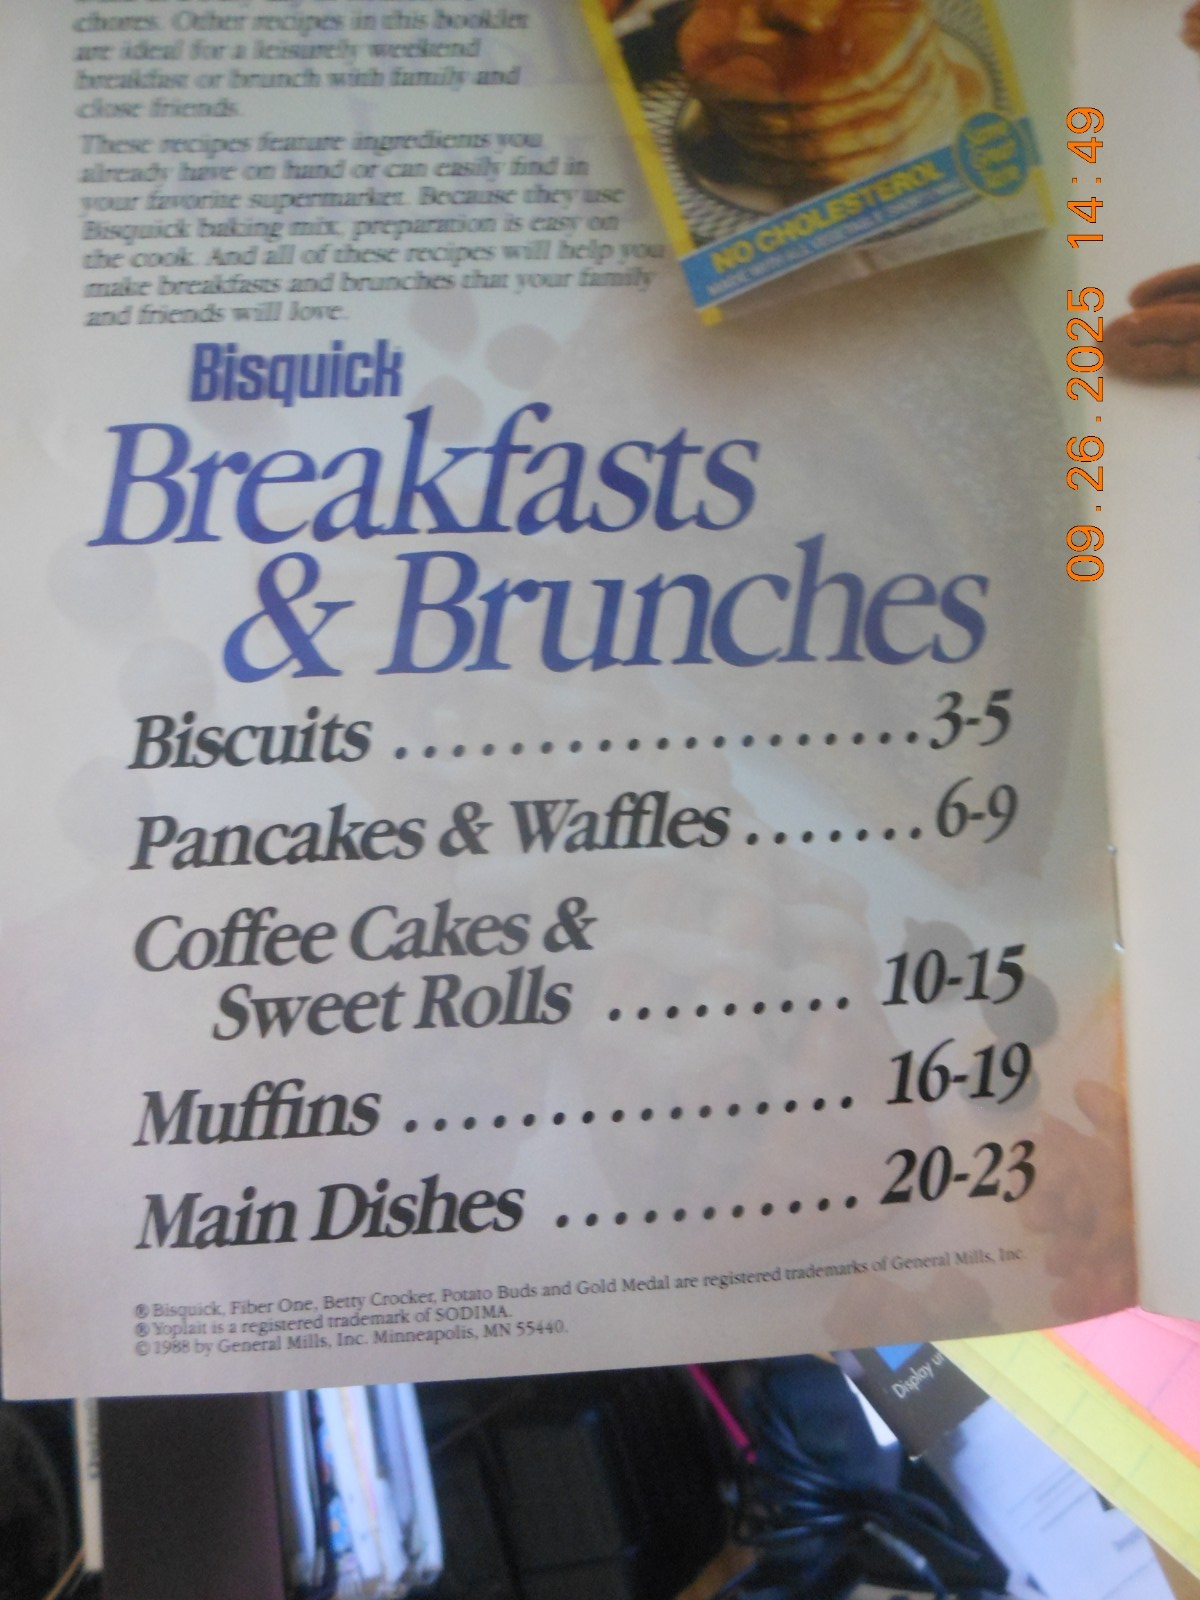 chores. Other recipes in this booklet
are ideal for a leisurely weekend
breakfast or brunch with family and
close friends.
These recipes feature ingredients you
already have on hand or can easily find in
your favorite supermarket. Because they use
Bisquick baking mix, preparation is easy on
the cook. And all of these recipes will help you
make breakfasts and brunches that your family
and friends will love.
NO CHOLESTEROL
MADE WITH ALL VEGETABLE
09.26.2025 14:49
Bisquick
Breakfasts
& Brunches
Biscuits ....................3-5
Pancakes & Waffles.......6-9
Coffee Cakes &
Sweet Rolls ......... 10-15
Muffins ................ 16-19
Main Dishes ........... 20-23
® Bisquick, Fiber One, Betty Crocker, Potato Buds and Gold Medal are registered trademarks of General Mills, Inc.
® Yoplait is a registered trademark of SODIMA.
© 1988 by General Mills, Inc. Minneapolis, MN 55440.
Display